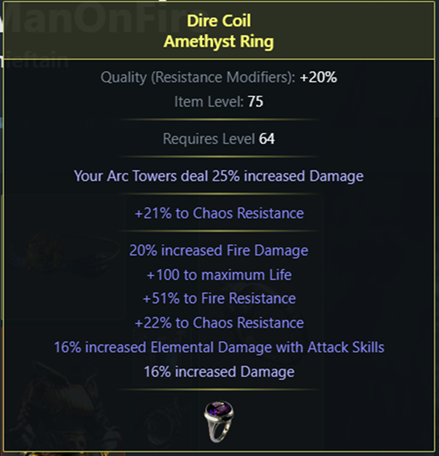 ManOnFire
Dire Coil
Amethyst Ring
Quality (Resistance Modifiers): +20%
Item Level: 75
Requires Level 64
Your Arc Towers deal 25% increased Damage
+21% to Chaos Resistance
20% increased Fire Damage
+100 to maximum Life
+51% to Fire Resistance
+22% to Chaos Resistance
16% increased Elemental Damage with Attack Skills
16% increased Damage